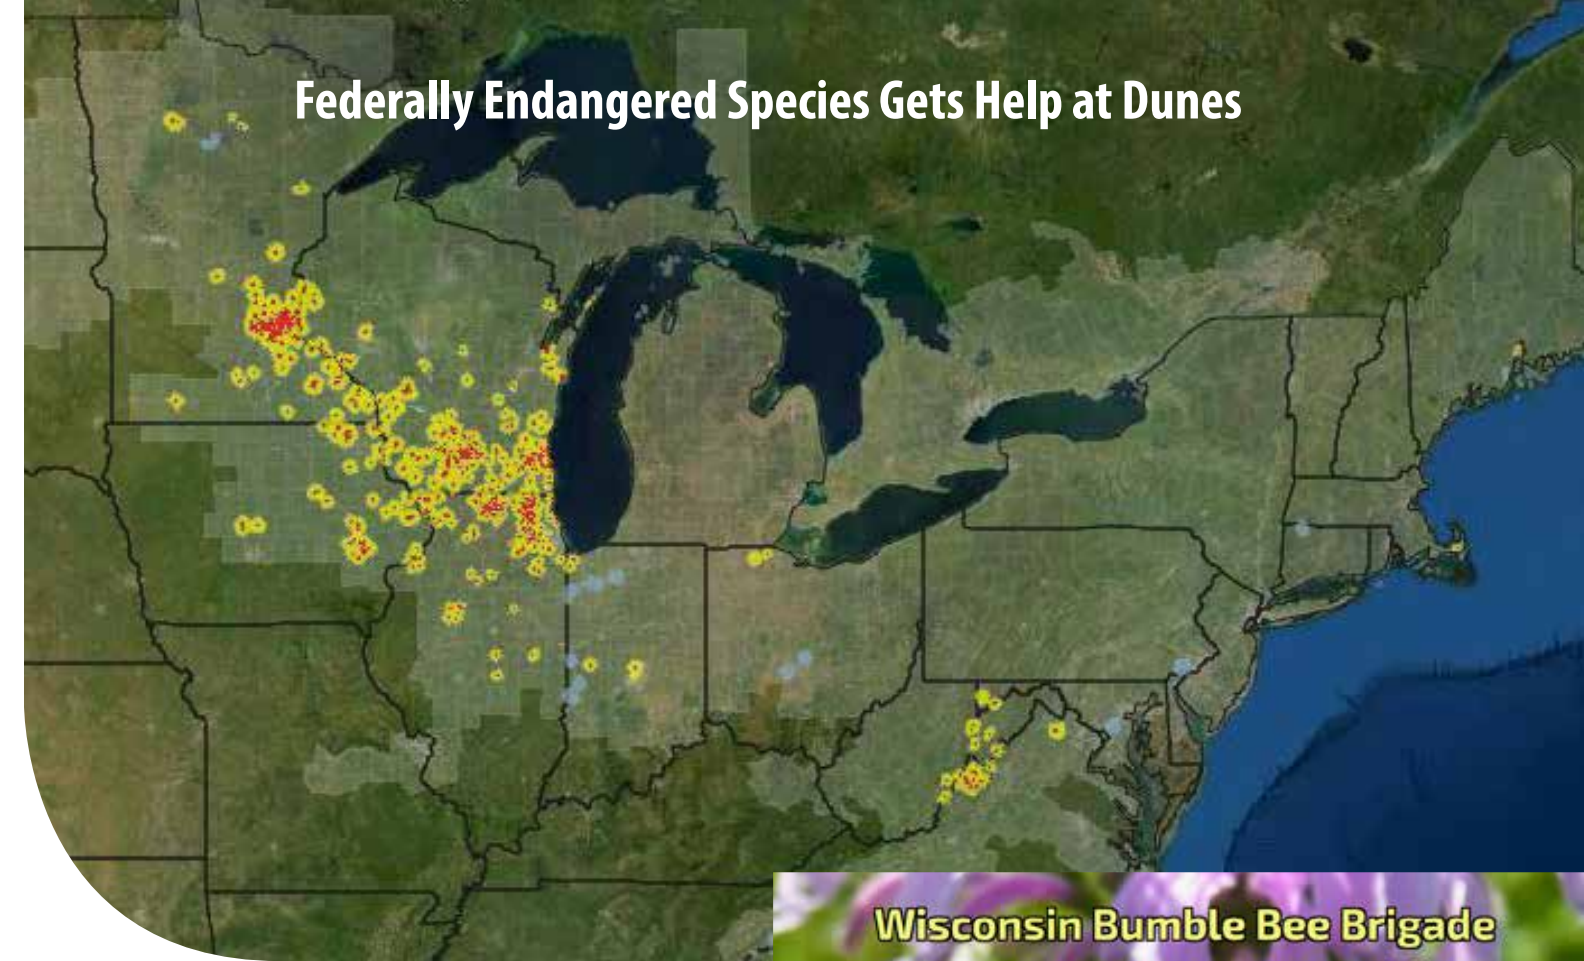 Federally Endangered Species Gets Help at Dunes
Wisconsin Bumble Bee Brigade